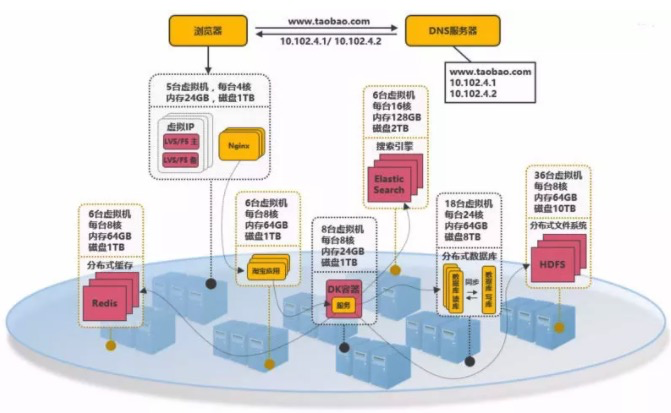 www.taobao.com
浏览器
DNS服务器
10.102.4.1/ 10.102.4.2
www.taobao.com
10.102.4.1
10.102.4.2
5台虚拟机，每台4核
内存24GB，磁盘1TB
虚拟IP
LVS/F5 主
LVS/F5 备
Nginx
6台虚拟机
每台16核
内存128GB
磁盘2TB
搜索引擎
Elastic
Search
36台虚拟机
每台8核
内存64GB
磁盘10TB
分布式文件系统
HDFS
6台虚拟机
每台8核
内存64GB
磁盘1TB
分布式缓存
Redis
6台虚拟机
每台8核
内存64GB
磁盘1TB
淘宝应用
8台虚拟机
每台8核
内存24GB
磁盘1TB
DK容器
服务
18台虚拟机
每台24核
内存64GB
磁盘8TB
分布式数据库
数据库 读库
同步
数据库 写库